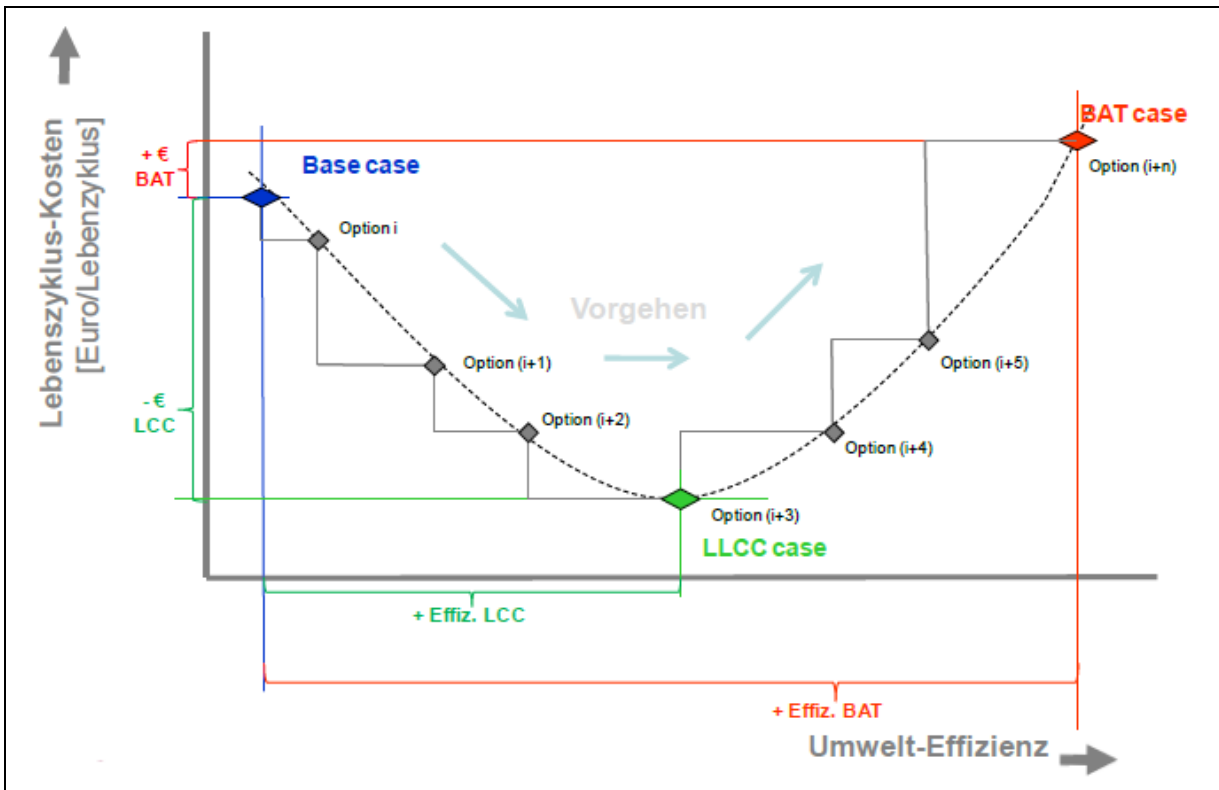 Lebenszyklus-Kosten
[Euro/Lebenzyklus]
+ €
BAT
- €
LCC
Base case
BAT case
Option (i+n)
Option i
Vorgehen
Option (i+1)
Option (i+5)
Option (i+2)
Option (i+4)
Option (i+3)
LLCC case
+ Effiz. LCC
+ Effiz. BAT
Umwelt-Effizienz